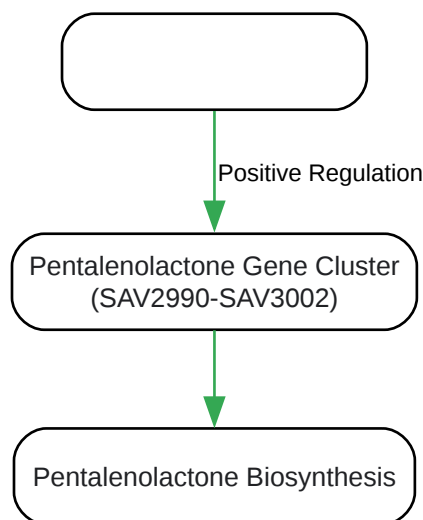 Positive Regulation
Pentalenolactone Gene Cluster
(SAV2990-SAV3002)
Pentalenolactone Biosynthesis